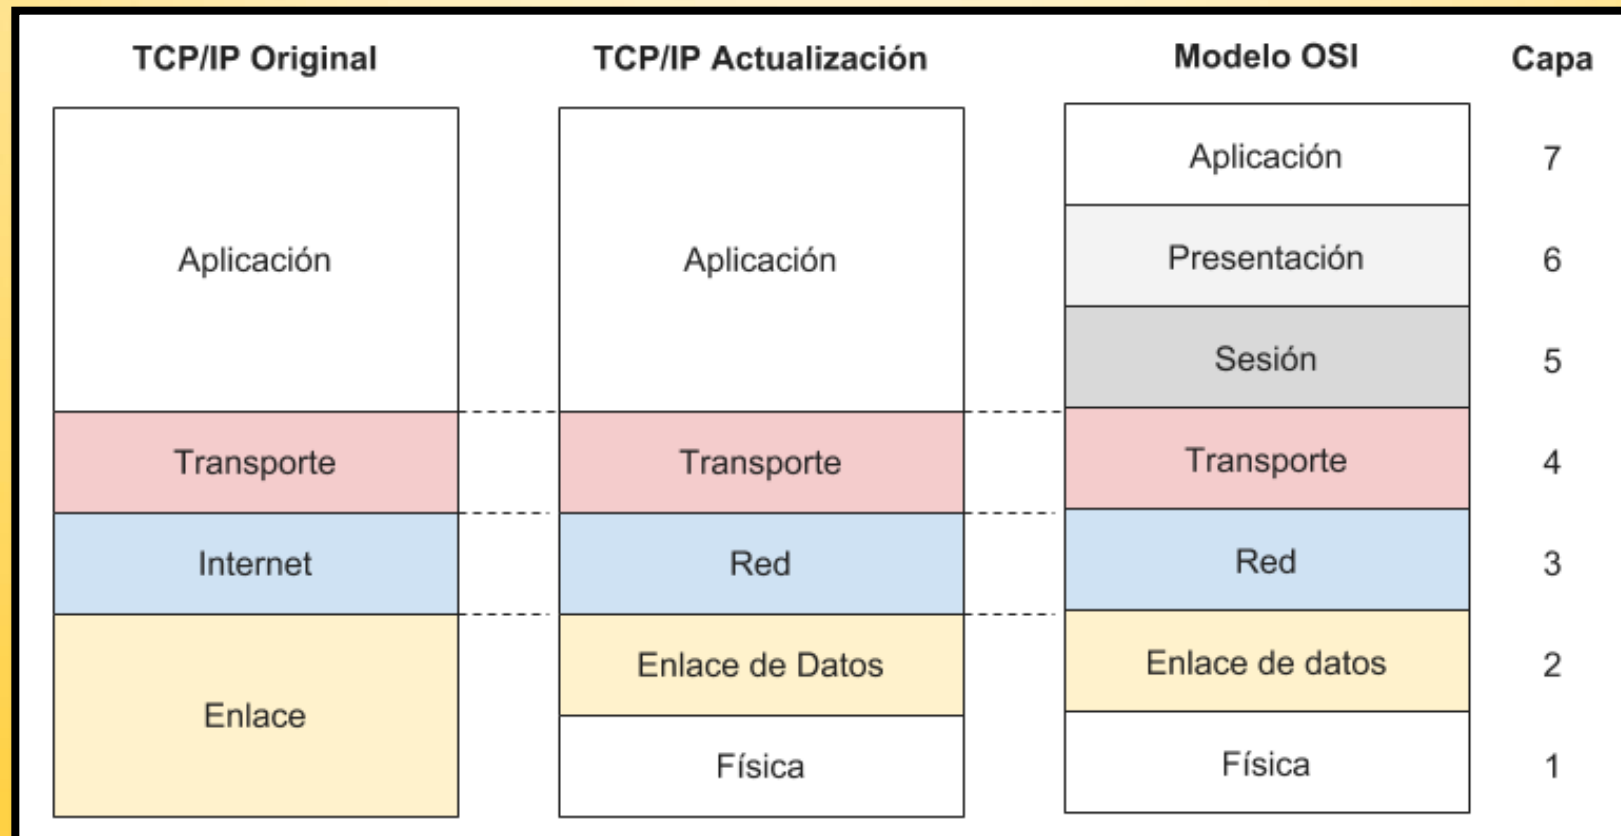 TCP/IP Original
TCP/IP Actualización
Modelo OSI
Capa
Aplicación
Transporte
Internet
Enlace
Aplicación
Transporte
Red
Enlace de Datos
Física
Aplicación 7
Presentación 6
Sesión 5
Transporte 4
Red 3
Enlace de datos 2
Física 1